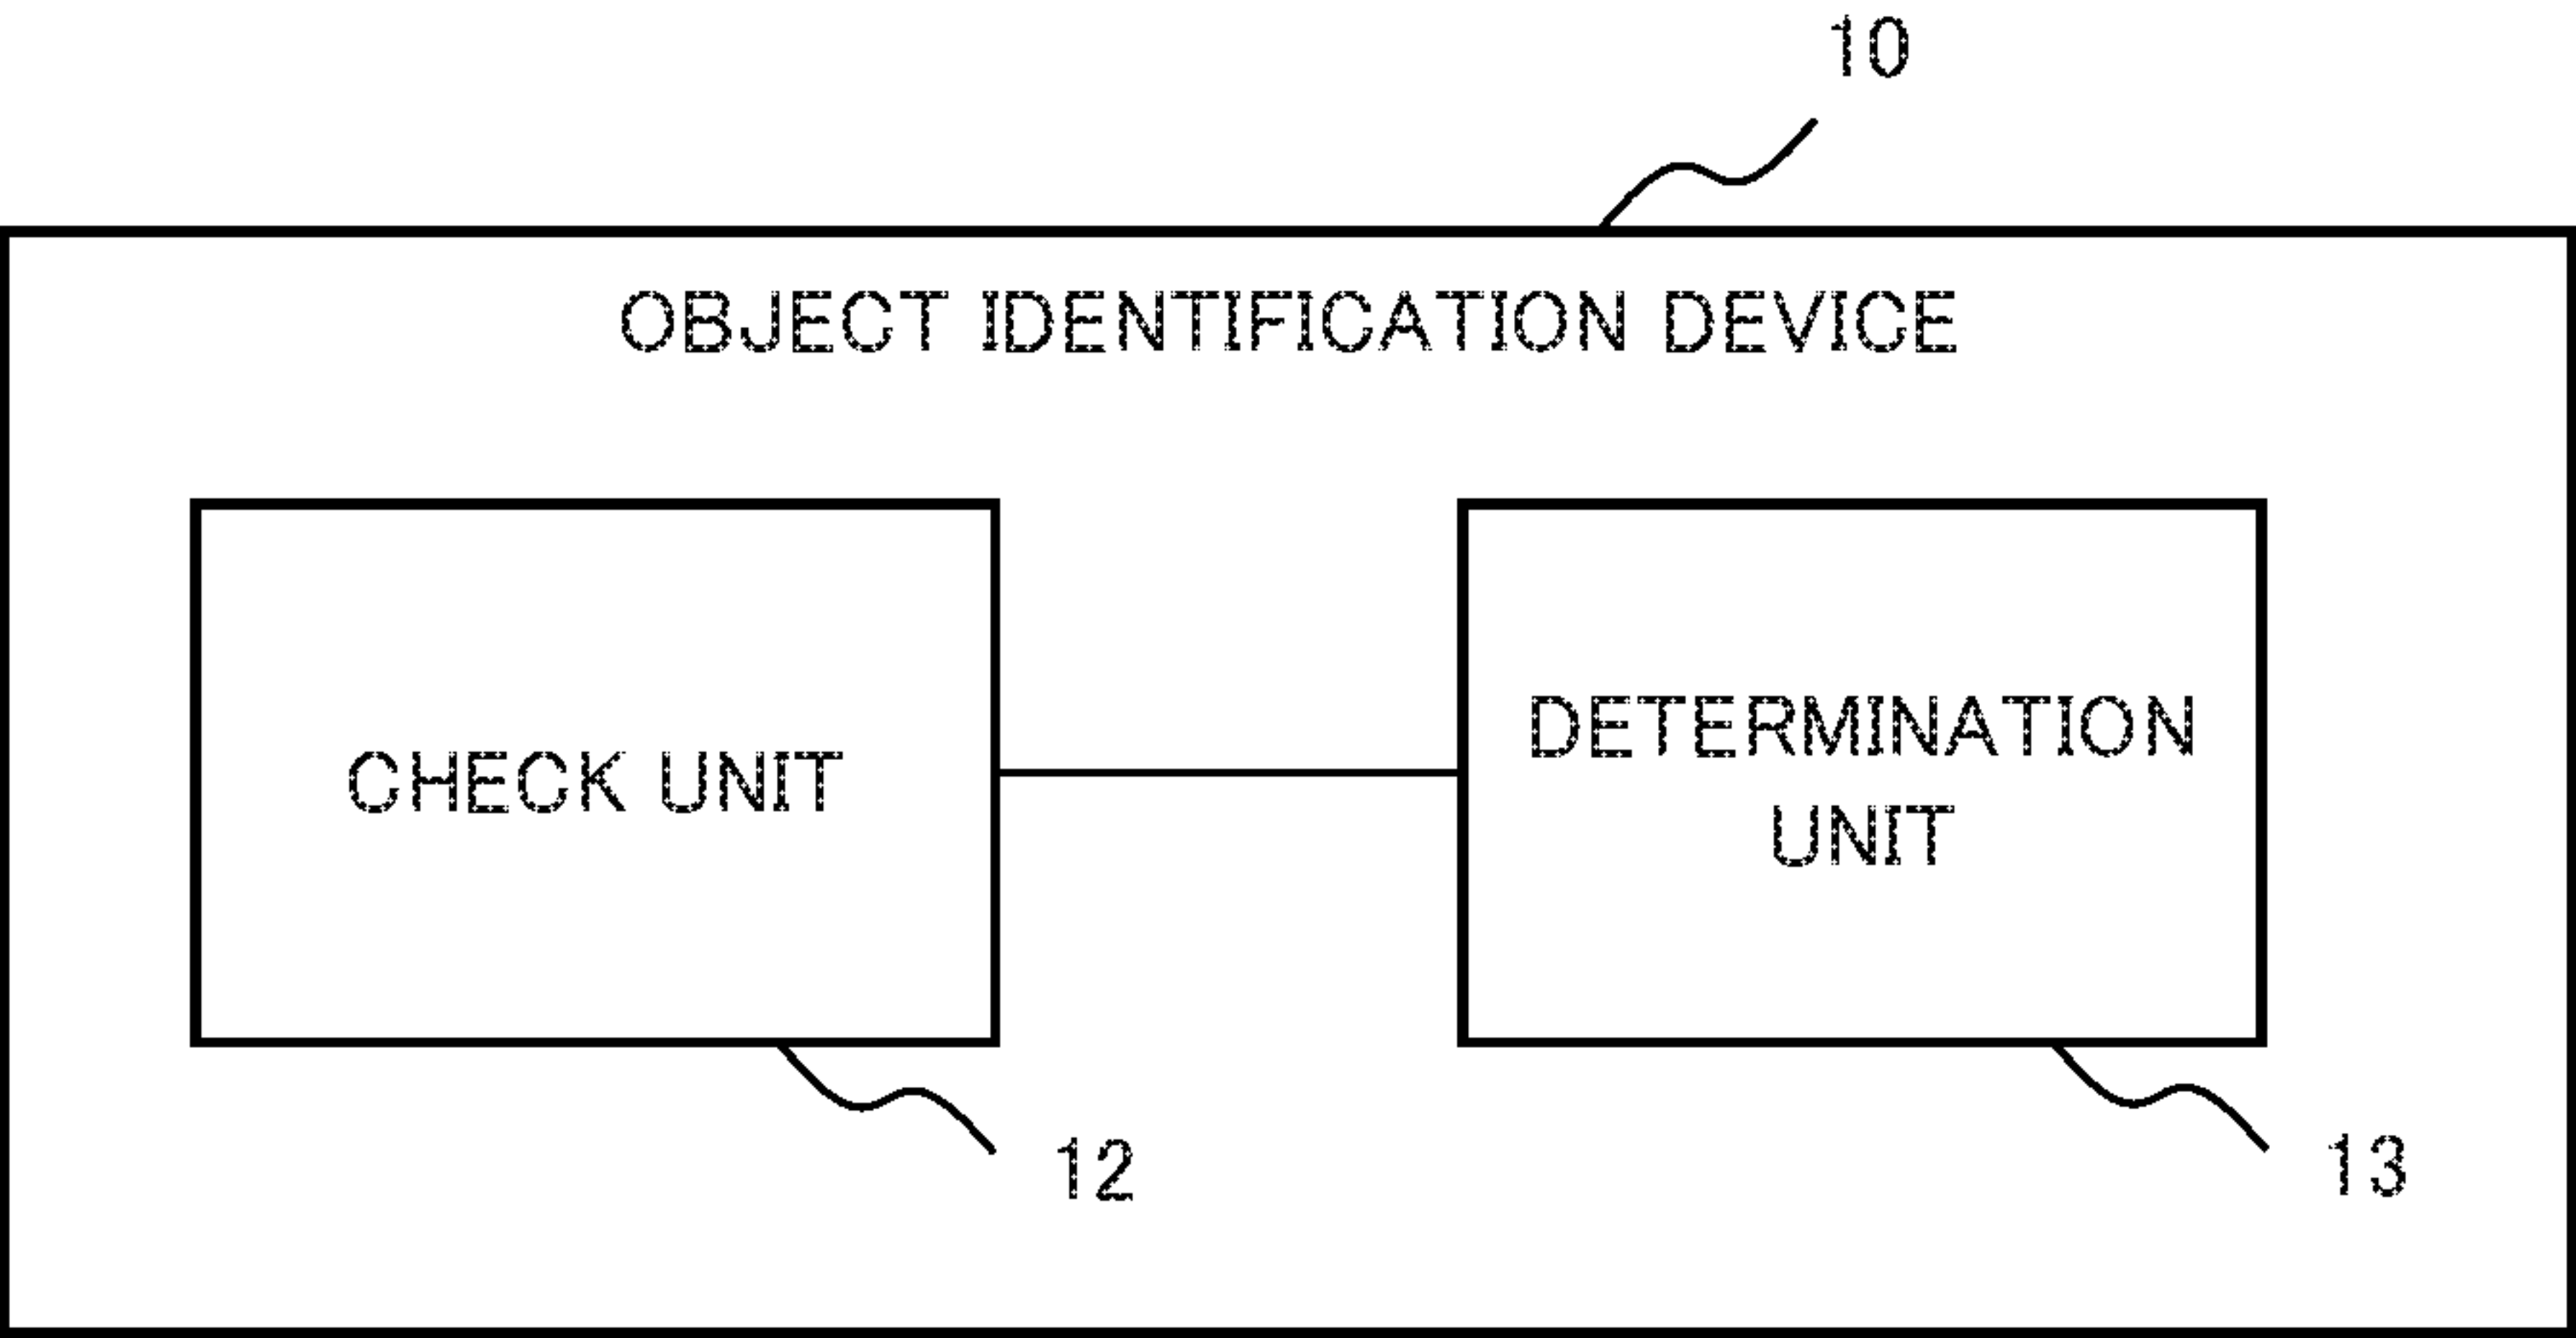 10
OBJECT IDENTIFICATION DEVICE
CHECK UNIT
DETERMINATION
UNIT
12
13